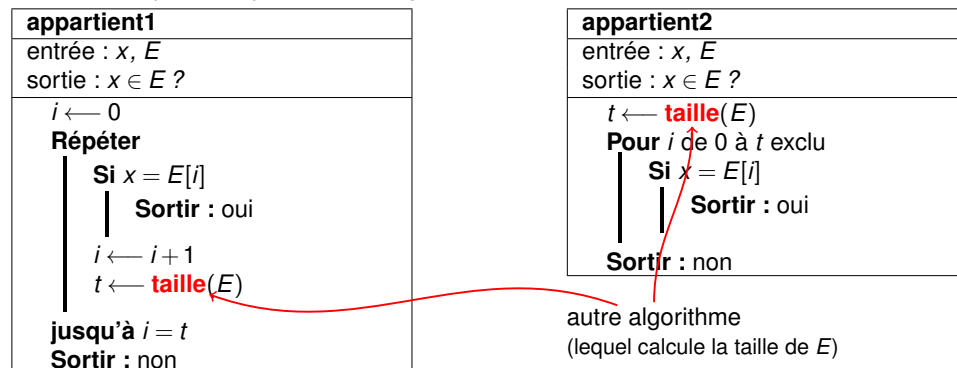 appartient1
entrée : x, E
sortie : x ∈ E ?
i ⟵ 0
Répéter
Si x = E[i]
Sortir : oui
i ⟵ i + 1
t ⟵ taille(E)
jusqu'à i = t
Sortir : non
appartient2
entrée : x, E
sortie : x ∈ E ?
t ⟵ taille(E)
Pour i de 0 à t exclu
Si x = E[i]
Sortir : oui
Sortir : non
autre algorithme
(lequel calcule la taille de E)